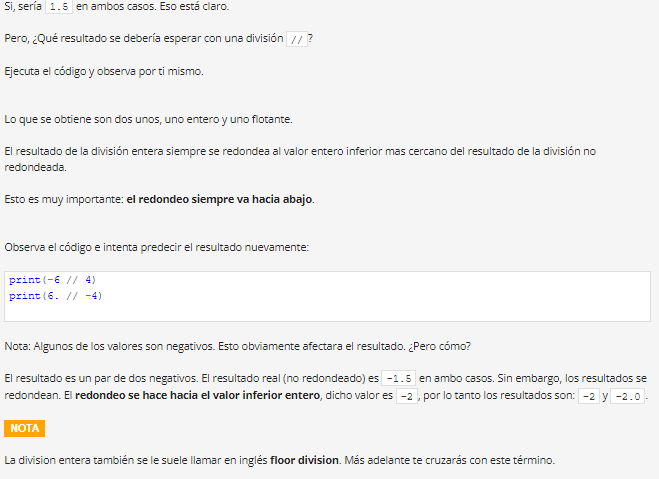 Si, sería 1.5 en ambos casos. Eso está claro.
Pero, ¿Qué resultado se debería esperar con una división // ?
Ejecuta el código y observa por ti mismo.
Lo que se obtiene son dos unos, uno entero y uno flotante.
El resultado de la división entera siempre se redondea al valor entero inferior mas cercano del resultado de la división no
redondeada.
Esto es muy importante: el redondeo siempre va hacia abajo.
Observa el código e intenta predecir el resultado nuevamente:
print(-6 // 4)
print(6. // -4)
Nota: Algunos de los valores son negativos. Esto obviamente afectara el resultado. ¿Pero cómo?
El resultado es un par de dos negativos. El resultado real (no redondeado) es -1.5 en ambo casos. Sin embargo, los resultados se
redondean. El redondeo se hace hacia el valor inferior entero, dicho valor es -2 , por lo tanto los resultados son: -2 y -2.0 .
NOTA
La division entera también se le suele llamar en inglés floor division. Más adelante te cruzarás con este término.